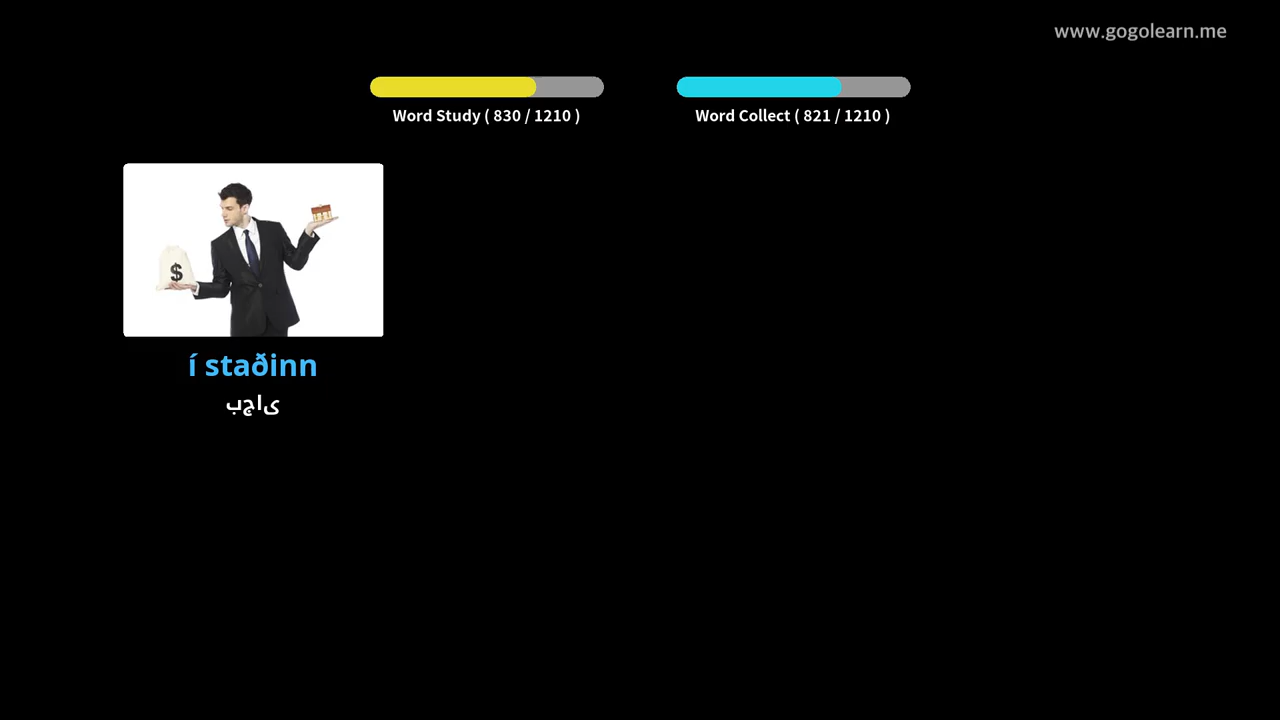 www.gogolearn.me
Word Study ( 830 / 1210 )
Word Collect ( 821 / 1210 )
$
í staðinn
بجای